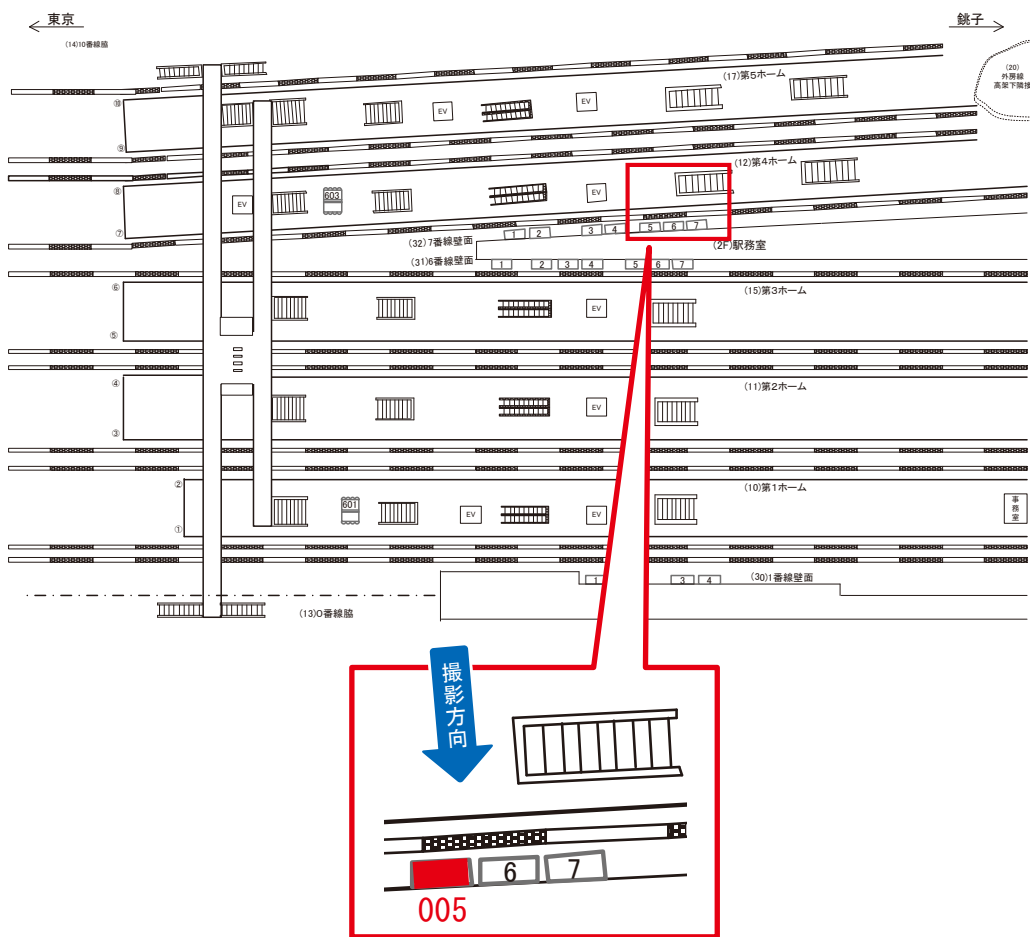 東京
銚子
(14)10番線脇
(20)
外房線
高架下隣接
(17)第5ホーム
⑩
EV
EV
⑨
(12)第4ホーム
⑧
603
EV
EV
⑦
(32)7番線壁面
1 2 3 4 5 6 7
(2F)駅務室
(31)6番線壁面
1 2 3 4 5 6 7
⑥
(15)第3ホーム
EV
⑤
④
(11)第2ホーム
EV
③
②
(10)第1ホーム
601
EV
EV
事務室
①
(30)1番線壁面
1 3 4
(13)0番線脇
撮影方向
6 7
005